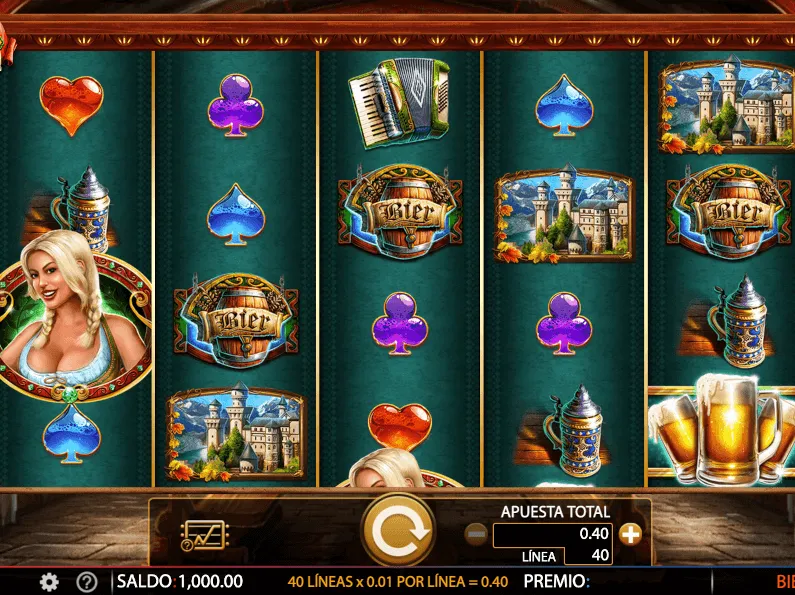 Bier
Bier
Bier
APUESTA TOTAL
0.40
LÍNEA 40
SALDO:1,000.00
40 LÍNEAS x 0.01 POR LÍNEA = 0.40
PREMIO: